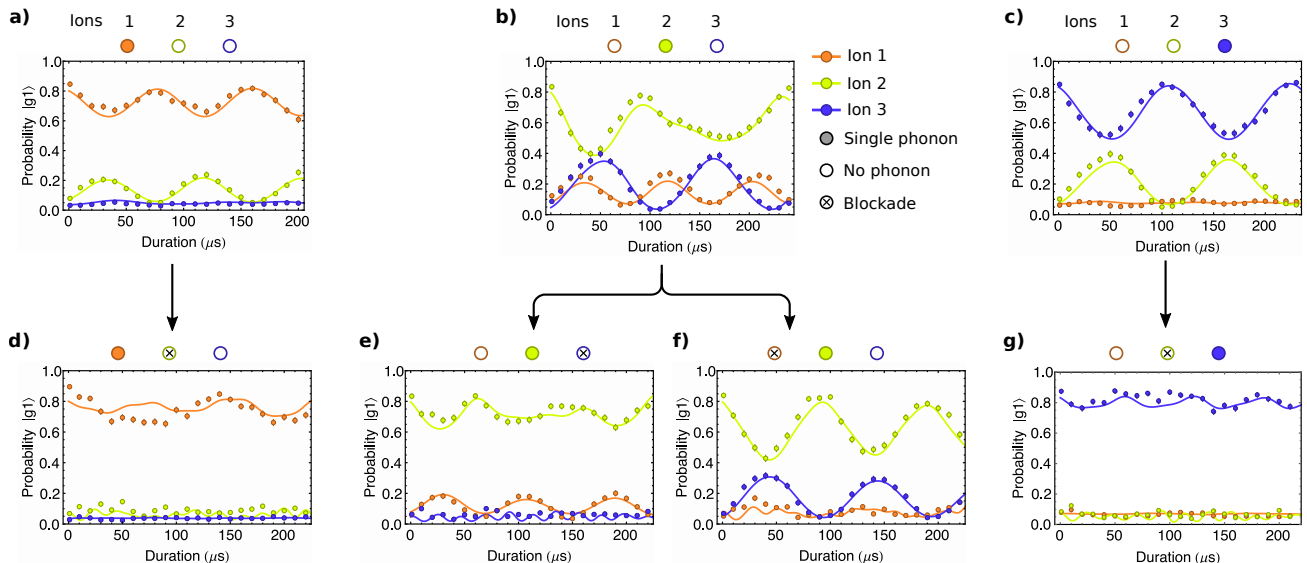 a) Ions 1 2 3
Probability |g1⟩
1.0
0.8
0.6
0.4
0.2
0.0
0 50 100 150 200
Duration (μs)
b) Ions 1 2 3
Probability |g1⟩
1.0
0.8
0.6
0.4
0.2
0.0
0 50 100 150 200
Duration (μs)
Ion 1
Ion 2
Ion 3
Single phonon
No phonon
Blockade
c) Ions 1 2 3
Probability |g1⟩
1.0
0.8
0.6
0.4
0.2
0.0
0 50 100 150 200
Duration (μs)
d)
Probability |g1⟩
1.0
0.8
0.6
0.4
0.2
0.0
0 50 100 150 200
Duration (μs)
e)
Probability |g1⟩
1.0
0.8
0.6
0.4
0.2
0.0
0 50 100 150 200
Duration (μs)
f)
Probability |g1⟩
1.0
0.8
0.6
0.4
0.2
0.0
0 50 100 150 200
Duration (μs)
g)
Probability |g1⟩
1.0
0.8
0.6
0.4
0.2
0.0
0 50 100 150 200
Duration (μs)